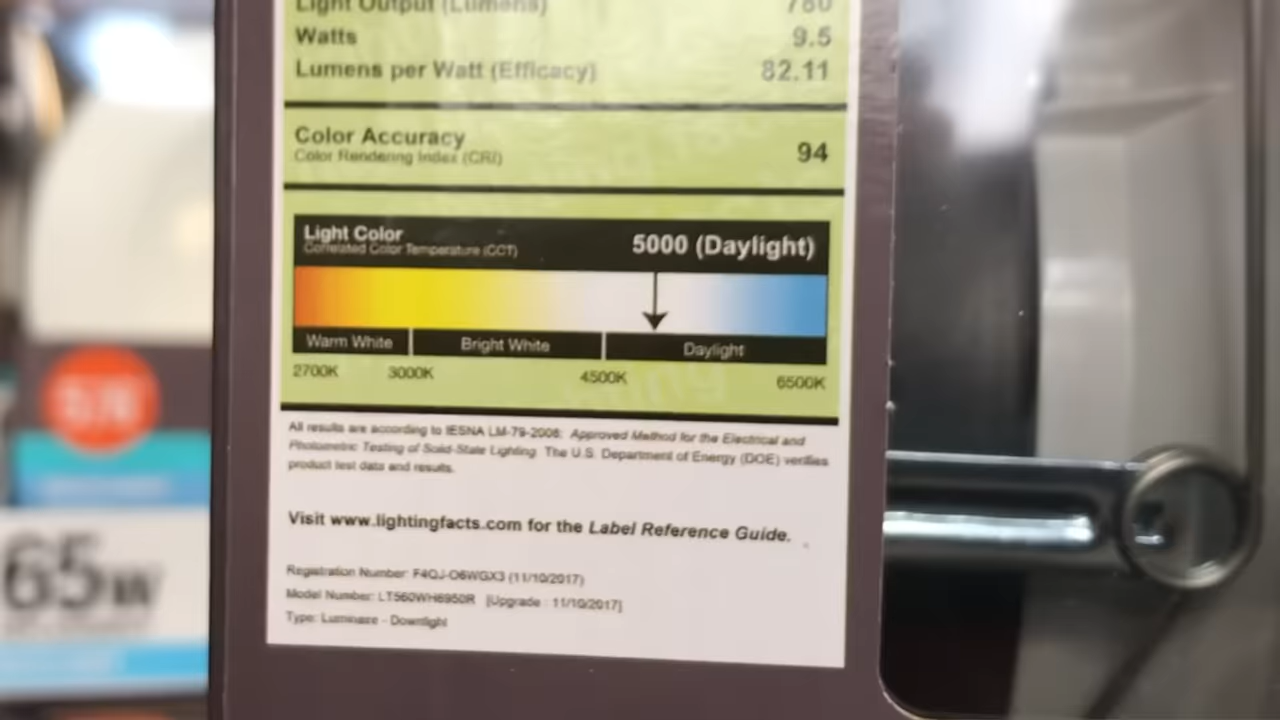 Light Output (Lumens) 780
Watts 9.5
Lumens per Watt (Efficacy) 82.11
Color Accuracy
Color Rendering Index (CRI) 94
Light Color
Correlated Color Temperature (CCT) 5000 (Daylight)
Warm White Bright White Daylight
2700K 3000K 4500K 6500K
All results are according to IESNA LM-79-2008: Approved Method for the Electrical and
Photometric Testing of Solid-State Lighting. The U.S. Department of Energy (DOE) verifies
product test data and results.
Visit www.lightingfacts.com for the Label Reference Guide.
Registration Number: F4QJ-O6WGX3 (11/10/2017)
Model Number: LT560WH6950R [Upgrade : 11/10/2017]
Type: Luminaire - Downlight
65W